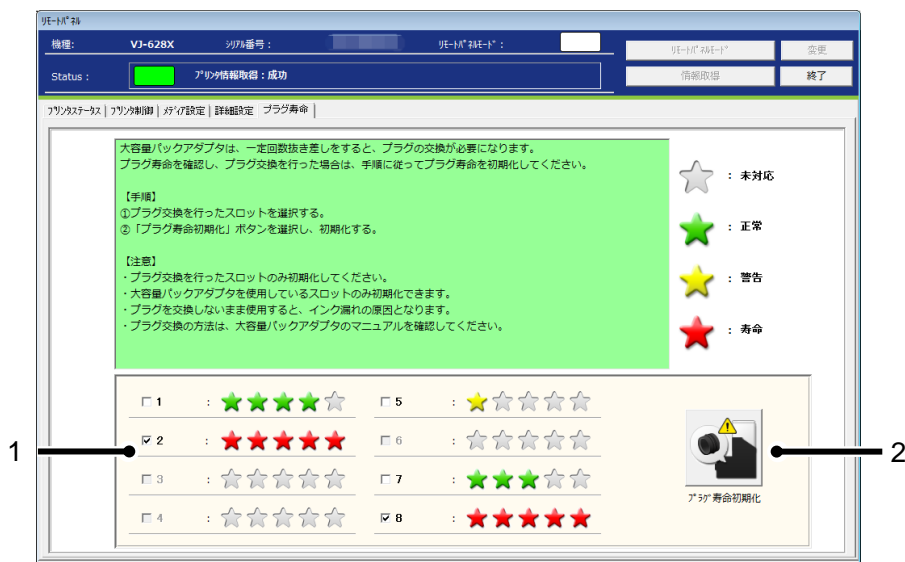 ﾘﾓｰﾄﾊﾟﾈﾙ
機種: VJ-628X ｼﾘｱﾙ番号： ﾘﾓｰﾄﾊﾟﾈﾙﾓｰﾄﾞ： ﾘﾓｰﾄﾊﾟﾈﾙﾓｰﾄﾞ 変更
Status : ﾌﾟﾘﾝﾀ情報取得：成功 情報取得 終了
ﾌﾟﾘﾝﾀｽﾃｰﾀｽ ﾌﾟﾘﾝﾀ制御 ﾒﾃﾞｨｱ設定 詳細設定 プラグ寿命
大容量パックアダプタは、一定回数抜き差しをすると、プラグの交換が必要になります。
プラグ寿命を確認し、プラグ交換を行った場合は、手順に従ってプラグ寿命を初期化してください。
【手順】
①プラグ交換を行ったスロットを選択する。
②「プラグ寿命初期化」ボタンを選択し、初期化する。
【注意】
・プラグ交換を行ったスロットのみ初期化してください。
・大容量パックアダプタを使用しているスロットのみ初期化できます。
・プラグを交換しないまま使用すると、インク漏れの原因となります。
・プラグ交換の方法は、大容量パックアダプタのマニュアルを確認してください。
： 未対応
： 正常
： 警告
： 寿命
1 : 5 :
2 : 6 :
3 : 7 :
4 : 8 :
ﾌﾟﾗｸﾞ寿命初期化
1
2